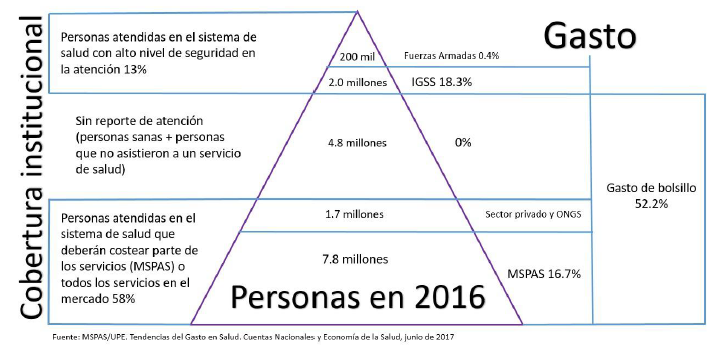 Cobertura institucional
Personas atendidas en el sistema de
salud con alto nivel de seguridad en
la atención 13%
Sin reporte de atención
(personas sanas + personas
que no asistieron a un servicio
de salud)
Personas atendidas en el
sistema de salud que
deberán costear parte de
los servicios (MSPAS) o
todos los servicios en el
mercado 58%
200 mil
2.0 millones
4.8 millones
1.7 millones
7.8 millones
Personas en 2016
Gasto
Fuerzas Armadas 0.4%
IGSS 18.3%
0%
Sector privado y ONGS
MSPAS 16.7%
Gasto de bolsillo
52.2%
Fuente: MSPAS/UPE. Tendencias del Gasto en Salud. Cuentas Nacionales y Economía de la Salud, junio de 2017